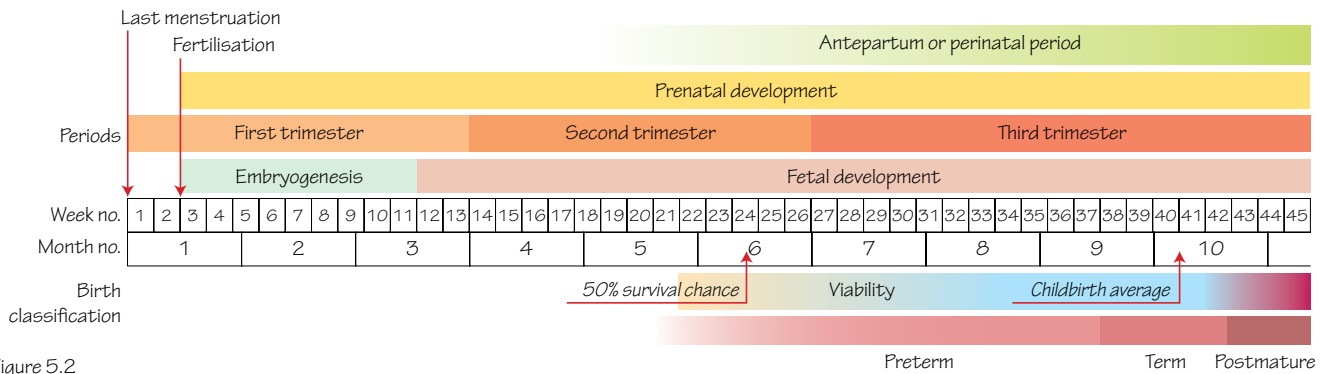 Last menstruation
Fertilisation
Antepartum or perinatal period
Prenatal development
Periods First trimester Second trimester Third trimester
Embryogenesis Fetal development
Week no. 1 2 3 4 5 6 7 8 9 10 11 12 13 14 15 16 17 18 19 20 21 22 23 24 25 26 27 28 29 30 31 32 33 34 35 36 37 38 39 40 41 42 43 44 45
Month no. 1 2 3 4 5 6 7 8 9 10
Birth classification
50% survival chance Viability Childbirth average
Preterm Term Postmature
5.2